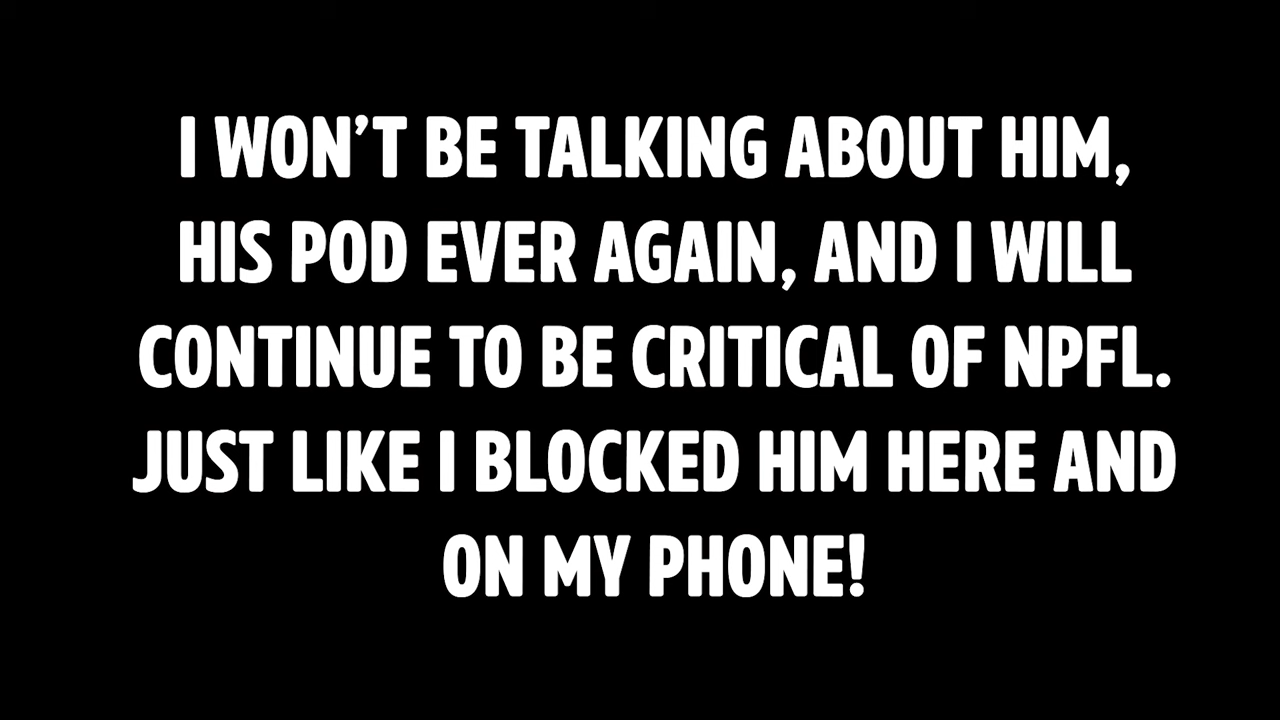 I WON’T BE TALKING ABOUT HIM,
HIS POD EVER AGAIN, AND I WILL
CONTINUE TO BE CRITICAL OF NPFL.
JUST LIKE I BLOCKED HIM HERE AND
ON MY PHONE!